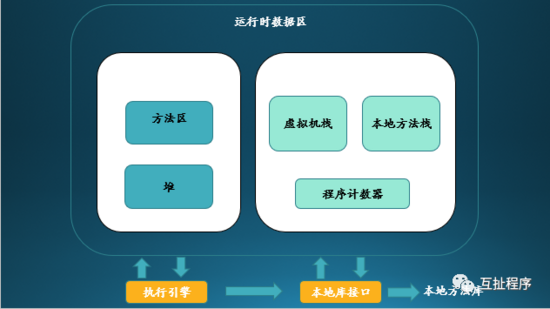 运行时数据区
方法区
虚拟机栈
本地方法栈
堆
程序计数器
执行引擎
本地库接口
本地方法库
互扯程序